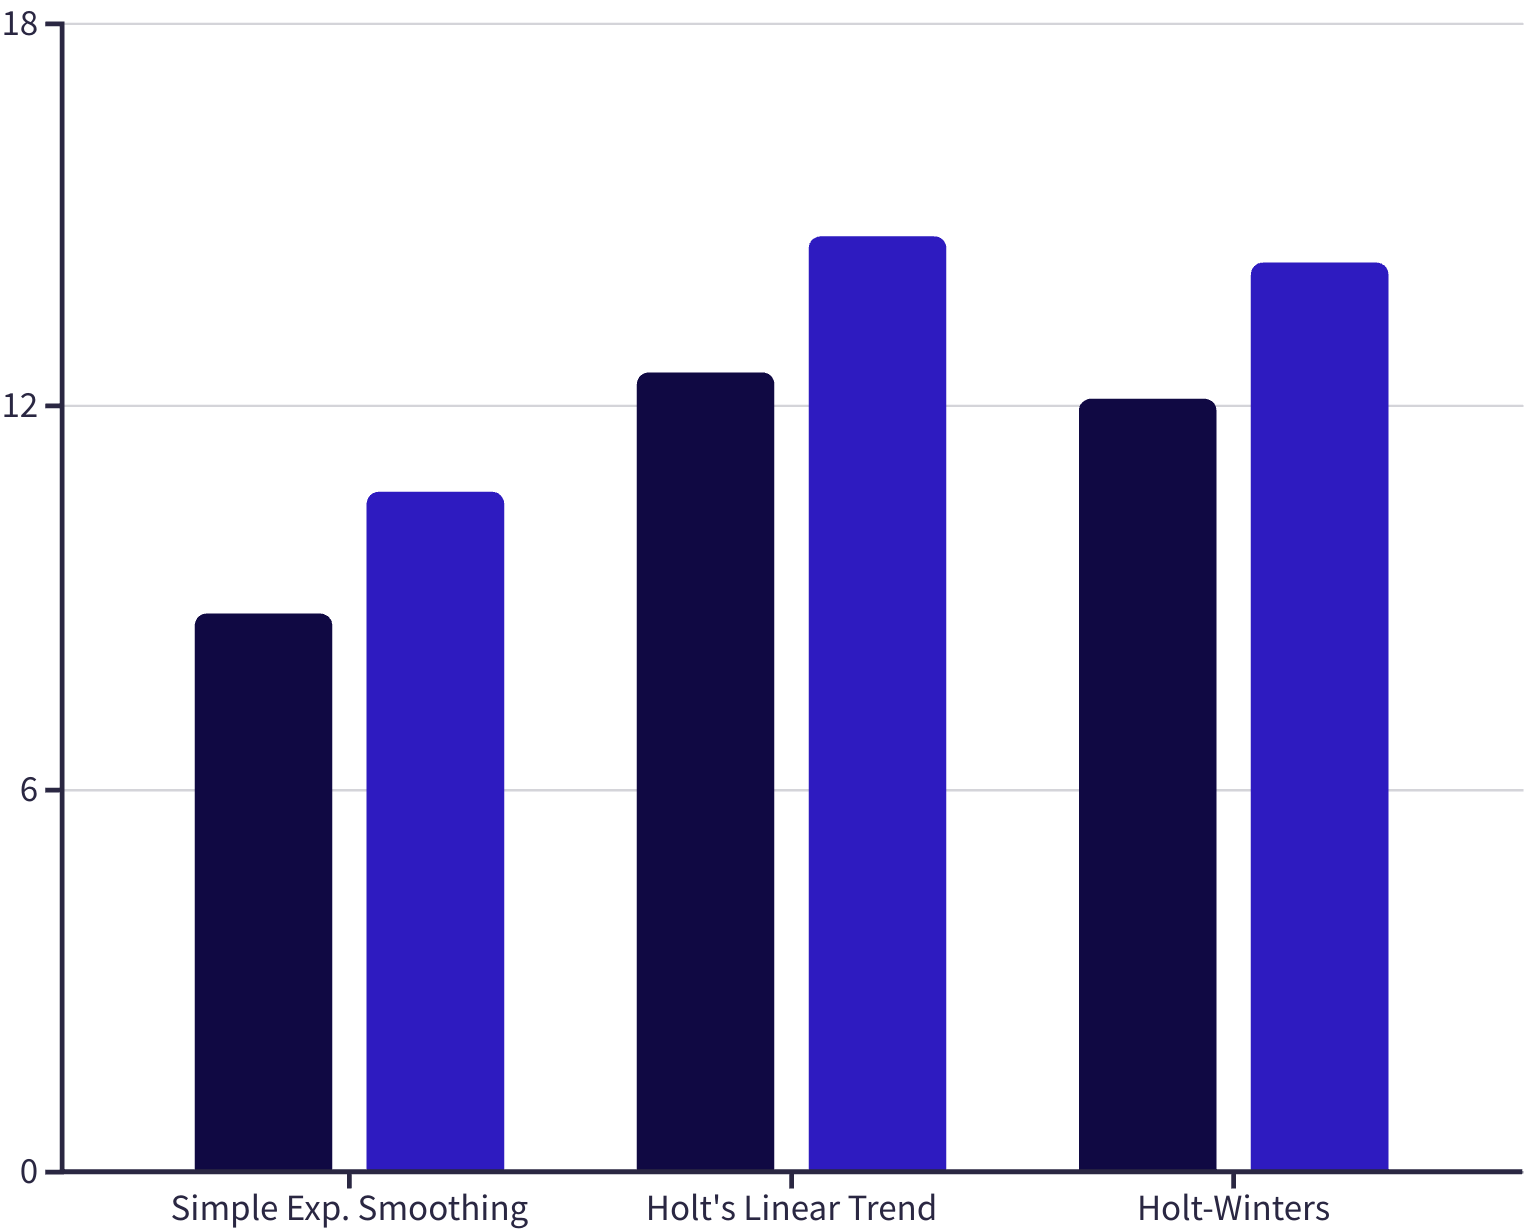 18
12
6
0
Simple Exp. Smoothing
Holt's Linear Trend
Holt-Winters